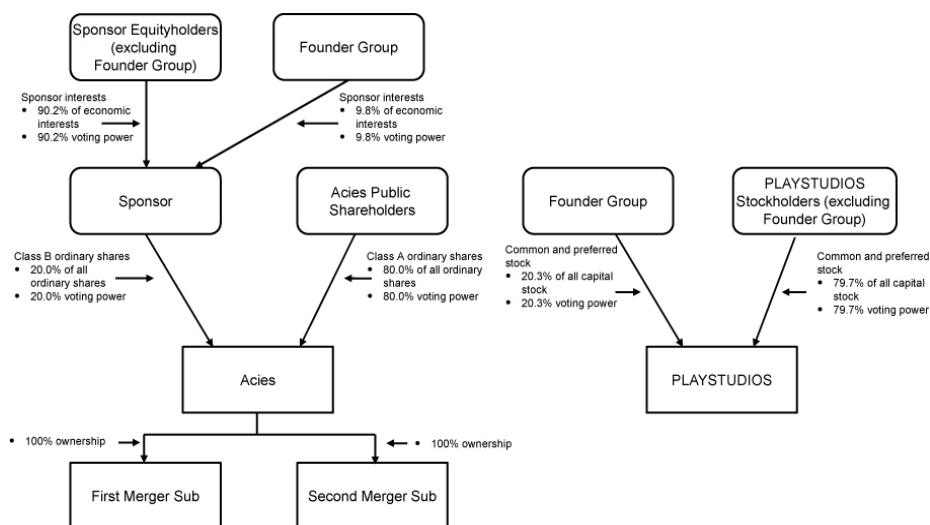 Sponsor Equityholders
(excluding
Founder Group)
Founder Group
Sponsor interests
• 90.2% of economic
interests
• 90.2% voting power
Sponsor interests
• 9.8% of economic
interests
• 9.8% voting power
Sponsor
Acies Public
Shareholders
Founder Group
PLAYSTUDIOS
Stockholders (excluding
Founder Group)
Class B ordinary shares
• 20.0% of all
ordinary shares
• 20.0% voting power
Class A ordinary shares
• 80.0% of all ordinary
shares
• 80.0% voting power
Common and preferred
stock
• 20.3% of all capital
stock
• 20.3% voting power
Common and preferred
stock
• 79.7% of all capital
stock
• 79.7% voting power
Acies
PLAYSTUDIOS
• 100% ownership
• 100% ownership
First Merger Sub
Second Merger Sub